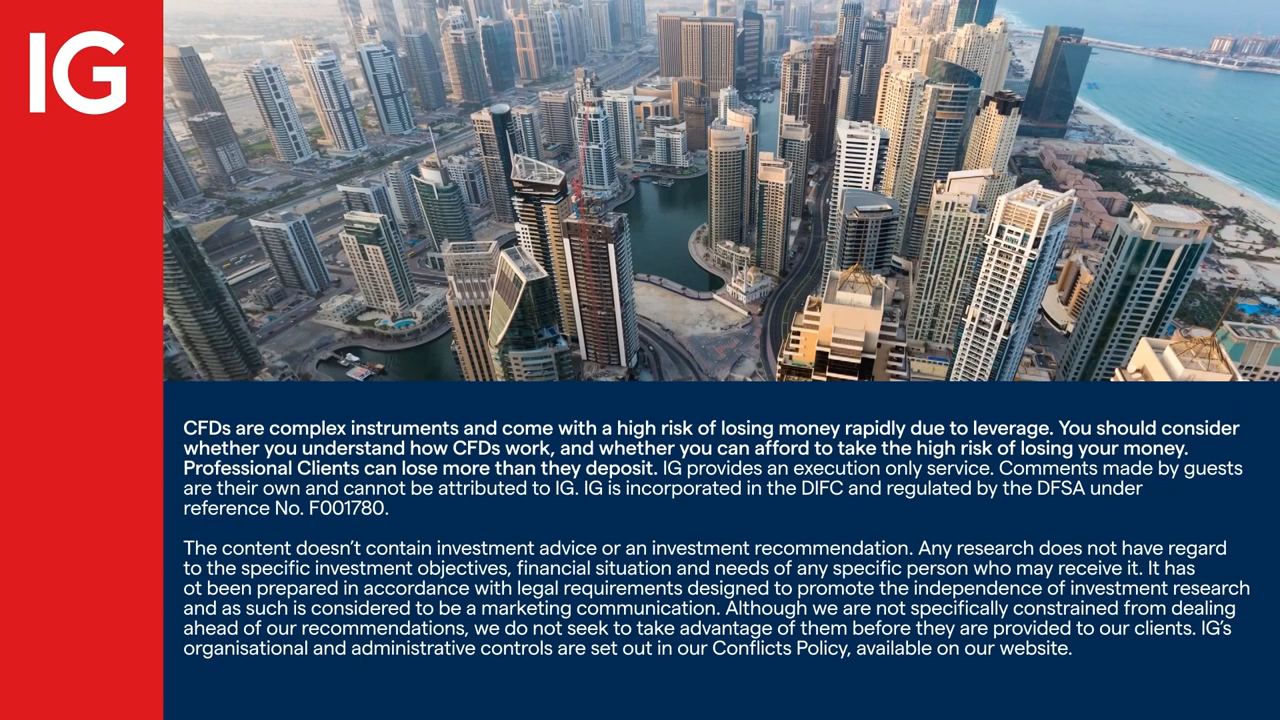 IG
CFDs are complex instruments and come with a high risk of losing money rapidly due to leverage. You should consider
whether you understand how CFDs work, and whether you can afford to take the high risk of losing your money.
Professional Clients can lose more than they deposit. IG provides an execution only service. Comments made by guests
are their own and cannot be attributed to IG. IG is incorporated in the DIFC and regulated by the DFSA under
reference No. F001780.
The content doesn't contain investment advice or an investment recommendation. Any research does not have regard
to the specific investment objectives, financial situation and needs of any specific person who may receive it. It has
ot been prepared in accordance with legal requirements designed to promote the independence of investment research
and as such is considered to be a marketing communication. Although we are not specifically constrained from dealing
ahead of our recommendations, we do not seek to take advantage of them before they are provided to our clients. IG's
organisational and administrative controls are set out in our Conflicts Policy, available on our website.